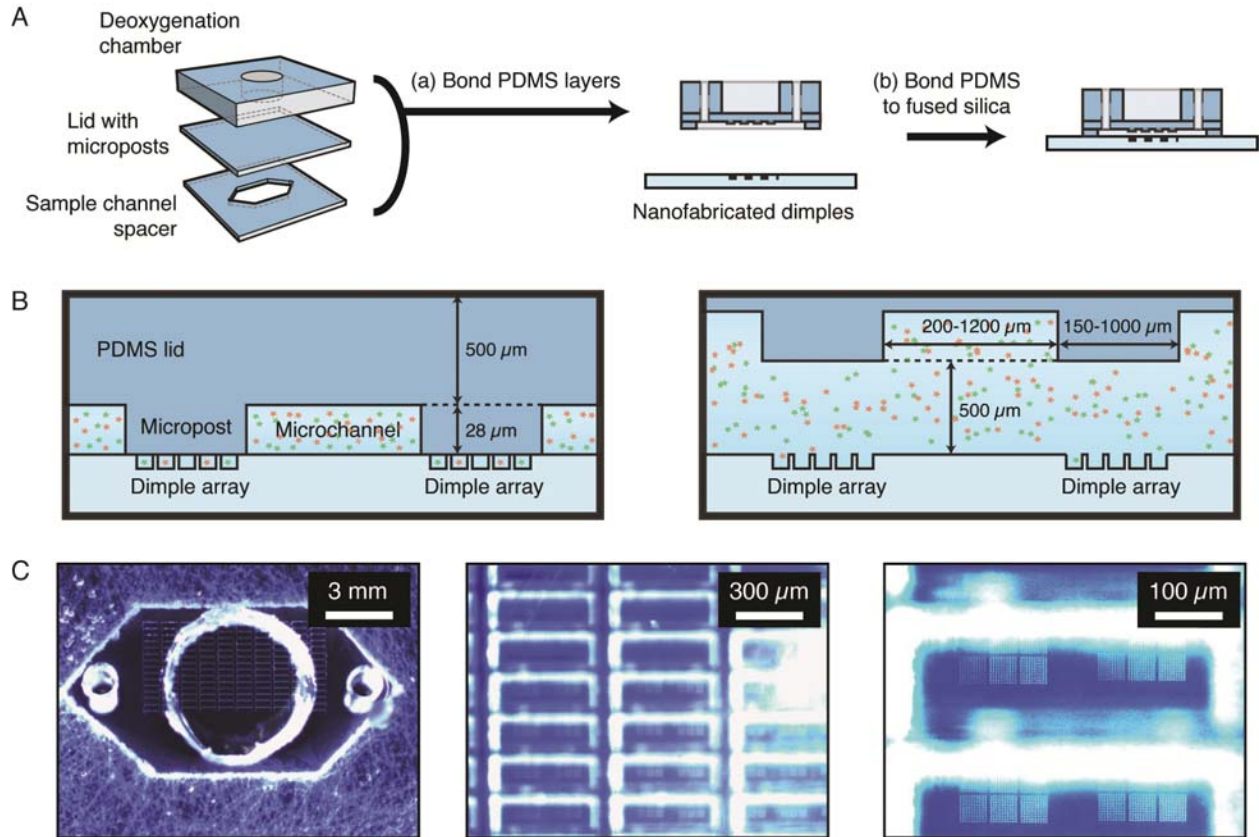 A
Deoxygenation
chamber
Lid with
microposts
Sample channel
spacer
(a) Bond PDMS layers
Nanofabricated dimples
(b) Bond PDMS
to fused silica
B
PDMS lid
500 µm
Micropost
Microchannel
28 µm
Dimple array
Dimple array
200-1200 µm
150-1000 µm
500 µm
Dimple array
Dimple array
C
3 mm
300 µm
100 µm